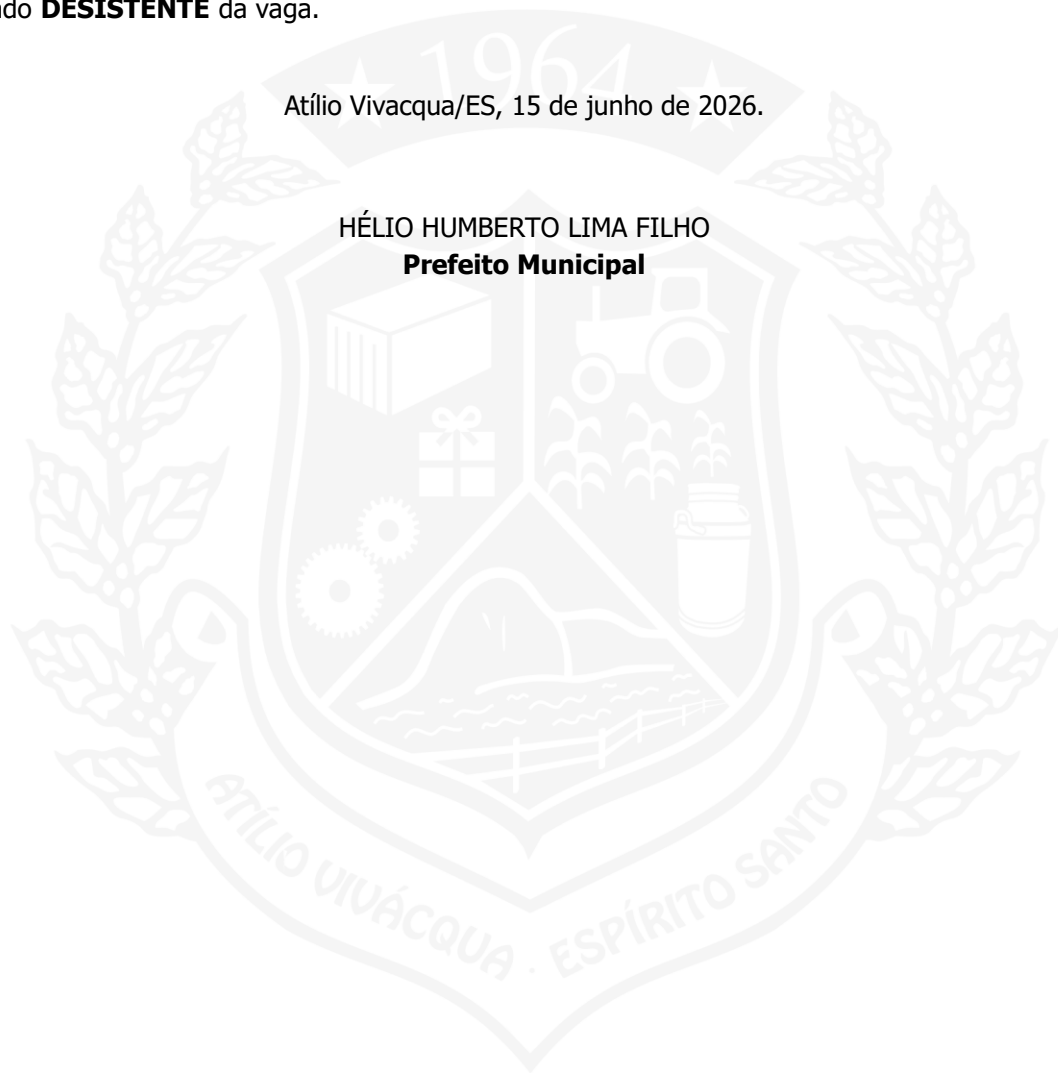 DESISTENTE da vaga.
1964
Atílio Vivacqua/ES, 15 de junho de 2026.
HÉLIO HUMBERTO LIMA FILHO
Prefeito Municipal
ATÍLIO VIVÁCQUA . ESPÍRITO SANTO